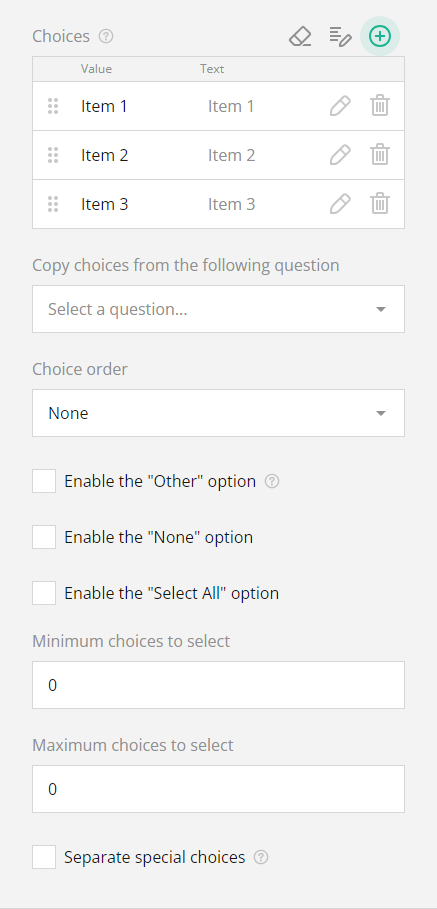 Choices
Value Text
Item 1 Item 1
Item 2 Item 2
Item 3 Item 3
Copy choices from the following question
Select a question...
Choice order
None
Enable the "Other" option
Enable the "None" option
Enable the "Select All" option
Minimum choices to select
0
Maximum choices to select
0
Separate special choices